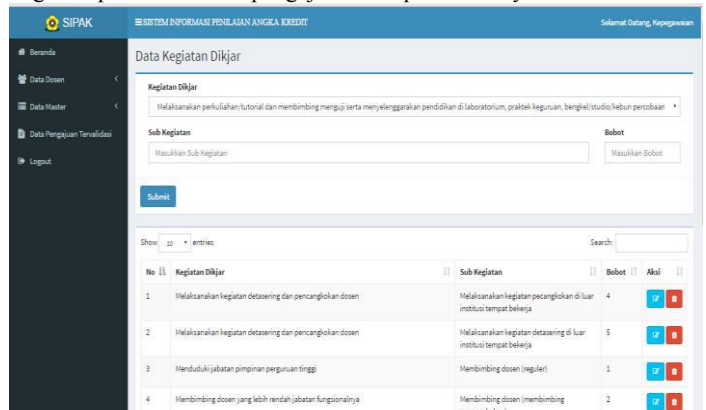 SIPAK
SISTEM INFORMASI PENILAIAN ANGKA KREDIT
Selamat Datang, Kepegawaian
Beranda
Data Dosen
Data Master
Data Pengajuan Tervalidasi
Logout
Data Kegiatan Dikjar
Kegiatan Dikjar
Melaksanakan perkuliahan/tutorial dan membimbing menguji serta menyelenggarakan pendidikan di laboratorium, praktek keguruan, bengkel/studio/kebun percobaan
Sub Kegiatan
Bobot
Masukkan Sub Kegiatan
Masukkan Bobot
Submit
Show 10 entries
Search:
No Kegiatan Dikjar Sub Kegiatan Bobot Aksi
1 Melaksanakan kegiatan detasering dan pencangkokan dosen Melaksanakan kegiatan pecangkokan di luar 4
institusi tempat bekerja
2 Melaksanakan kegiatan detasering dan pencangkokan dosen Melaksanakan kegiatan detasering di luar 5
institusi tempat bekerja
3 Menduduki jabatan pimpinan perguruan tinggi Membimbing dosen (reguler) 1
4 Membimbing dosen yang lebih rendah jabatan fungsionalnya Membimbing dosen (membimbing 2